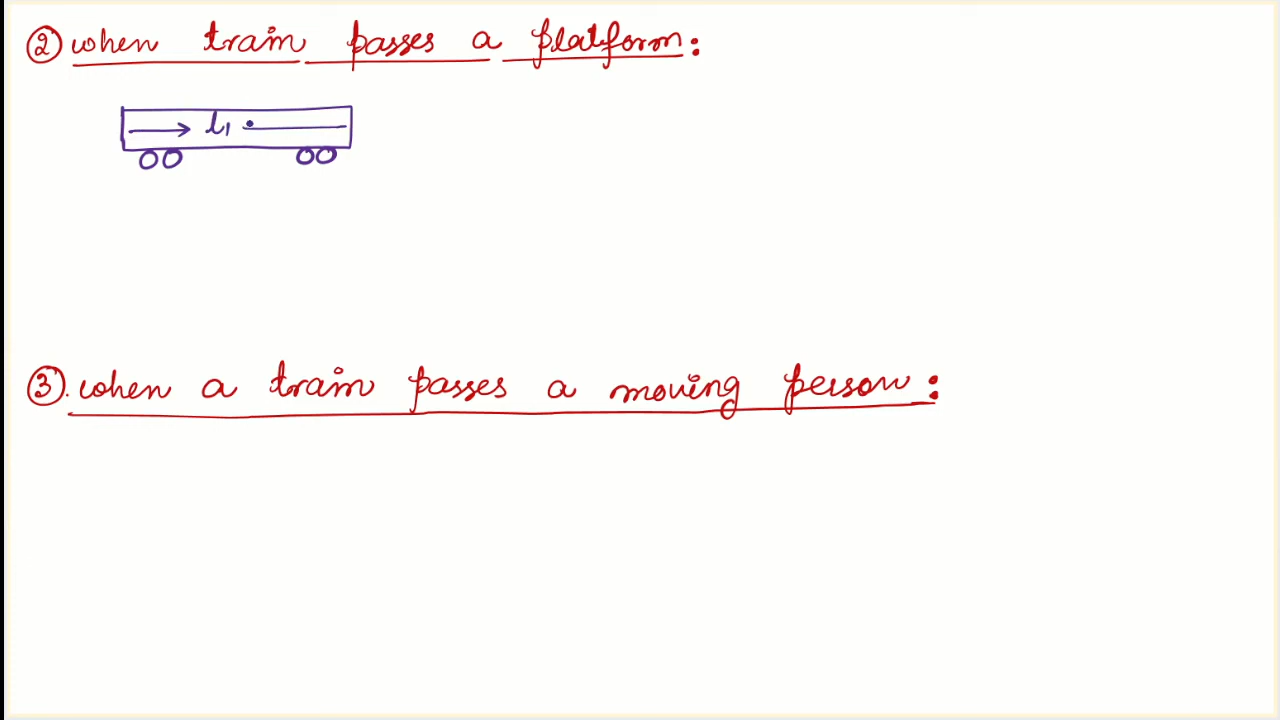 ② when train passes a platform:
l₁
③. when a train passes a moving person: